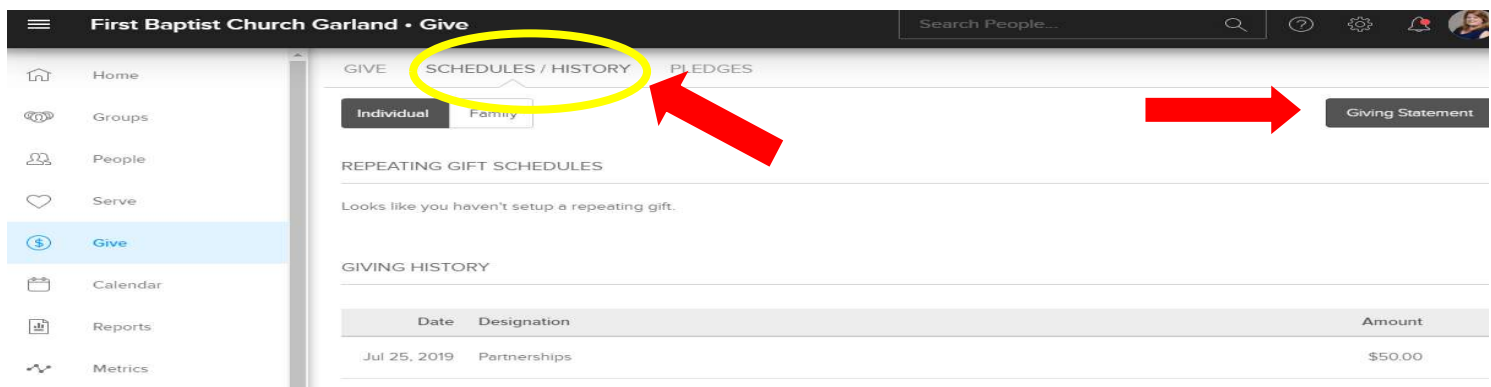 First Baptist Church Garland • Give
Search People...
Home
Groups
People
Serve
Give
Calendar
Reports
Metrics
GIVE SCHEDULES / HISTORY PLEDGES
Individual Family
Giving Statement
REPEATING GIFT SCHEDULES
Looks like you haven't setup a repeating gift.
GIVING HISTORY
Date Designation Amount
Jul 25, 2019 Partnerships $50.00